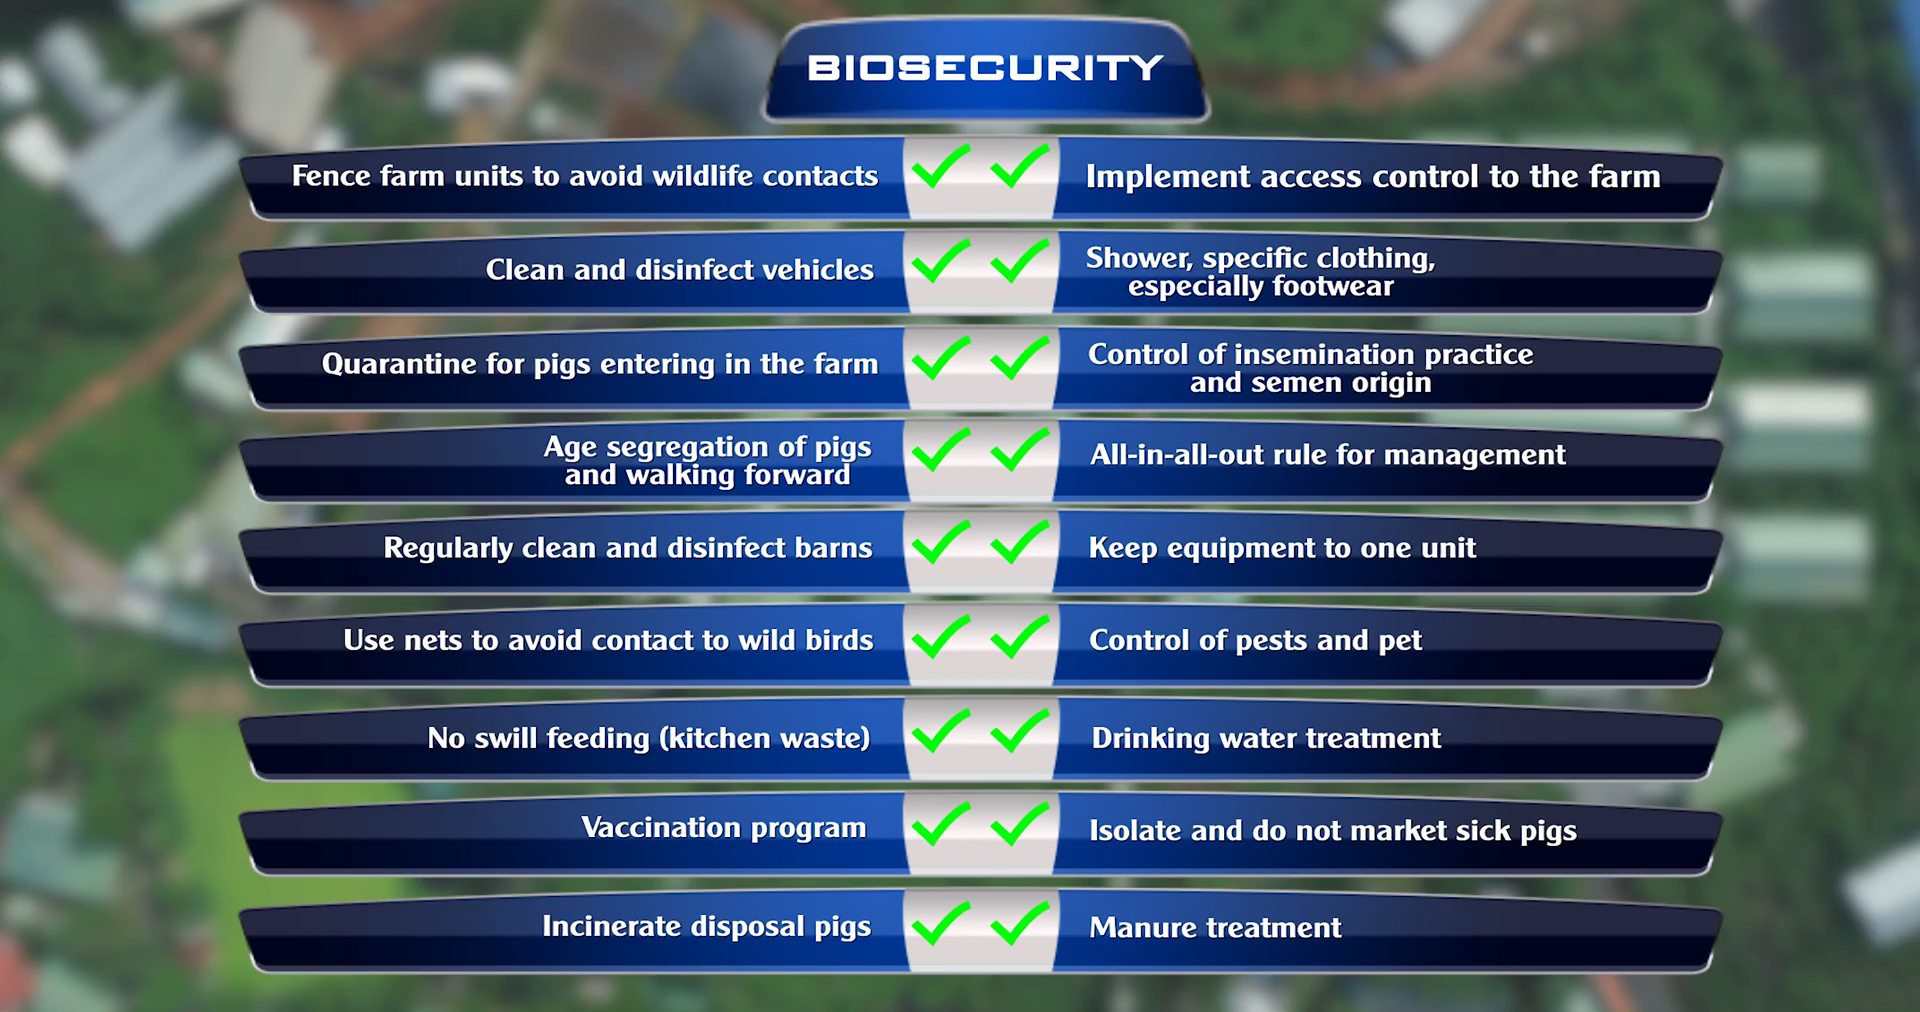 BIOSECURITY
Fence farm units to avoid wildlife contacts
Implement access control to the farm
Clean and disinfect vehicles
Shower, specific clothing,
especially footwear
Quarantine for pigs entering in the farm
Control of insemination practice
and semen origin
Age segregation of pigs
and walking forward
All-in-all-out rule for management
Regularly clean and disinfect barns
Keep equipment to one unit
Use nets to avoid contact to wild birds
Control of pests and pet
No swill feeding (kitchen waste)
Drinking water treatment
Vaccination program
Isolate and do not market sick pigs
Incinerate disposal pigs
Manure treatment